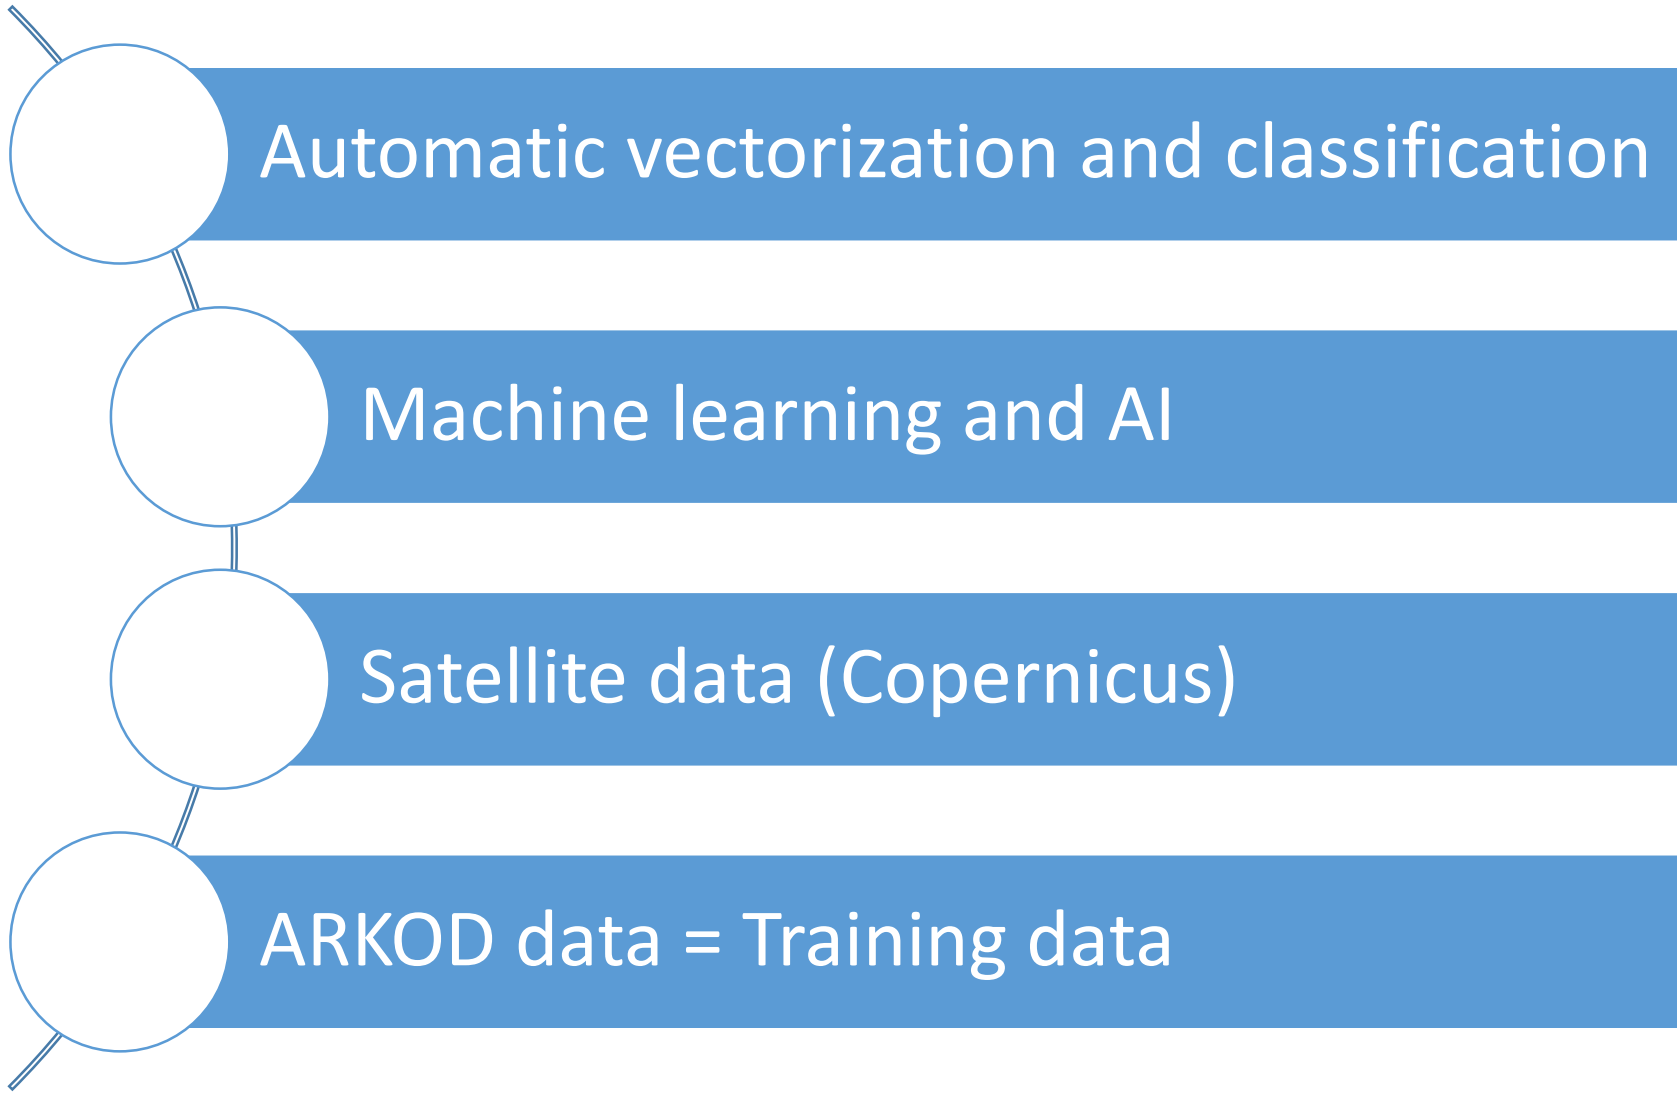 Automatic vectorization and classification
Machine learning and AI
Satellite data (Copernicus)
ARKOD data = Training data